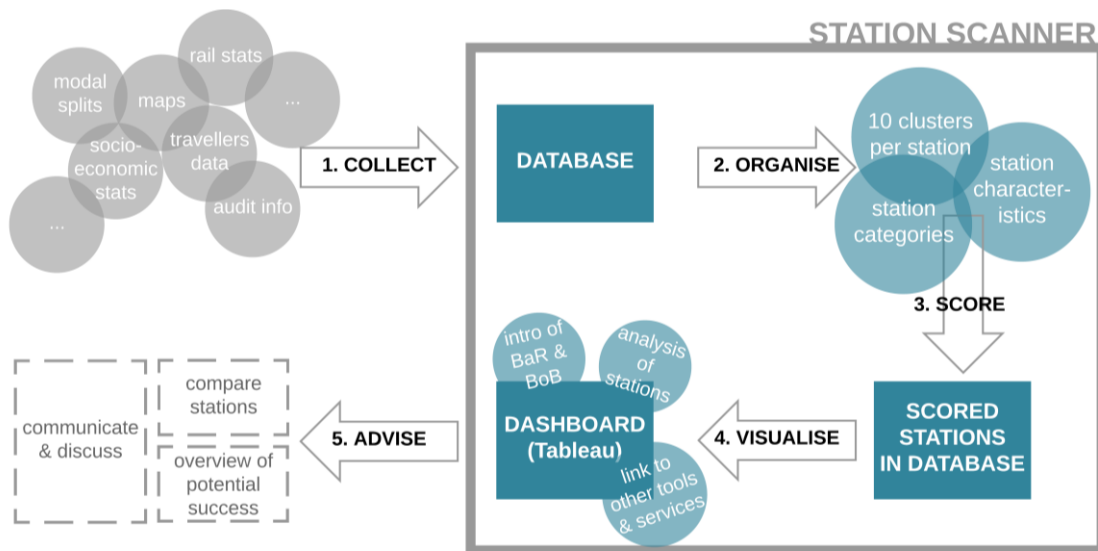 STATION SCANNER
rail stats
modal
splits
maps
...
socio-
economic
stats
travellers
data
audit info
...
1. COLLECT
DATABASE
2. ORGANISE
10 clusters
per station
station
character-
istics
station
categories
3. SCORE
SCORED
STATIONS
IN DATABASE
4. VISUALISE
intro of
BaR &
BoB
analysis
of
stations
DASHBOARD
(Tableau)
link to
other tools
& services
5. ADVISE
compare
stations
communicate
& discuss
overview of
potential
success